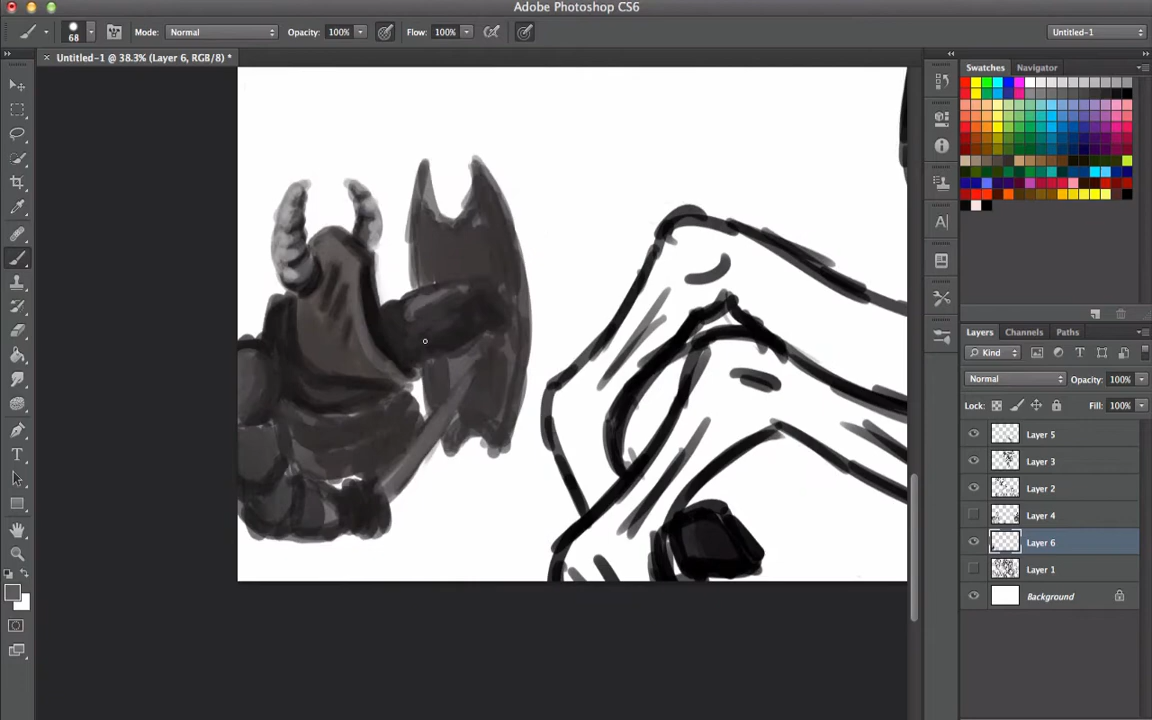 Adobe Photoshop CS6
68
Mode: Normal Opacity: 100% Flow: 100% Untitled-1
× Untitled-1 @ 38.3% (Layer 6, RGB/8) *
Swatches Navigator
Layers Channels Paths
Kind
Normal Opacity: 100%
Lock: Fill: 100%
Layer 5
Layer 3
Layer 2
Layer 4
Layer 6
Layer 1
Background